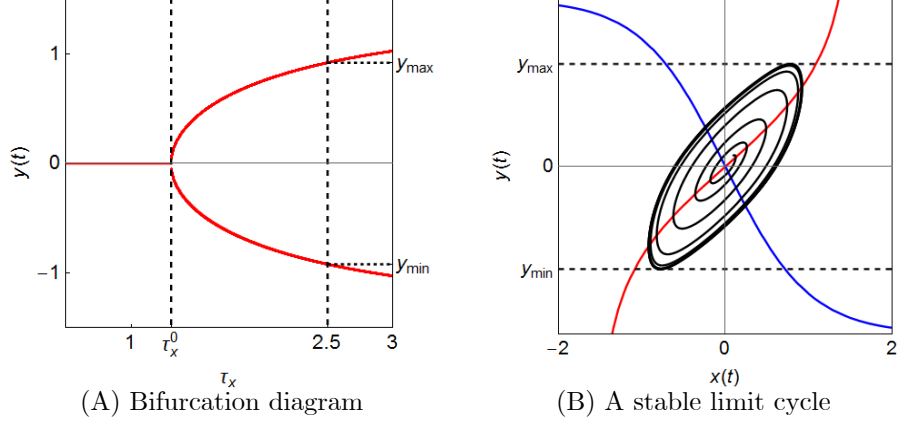 y(t)
1
0
−1
y_max
y_min
1
τ_x^0
2.5
3
τ_x
(A) Bifurcation diagram
y(t)
y_max
0
y_min
−2
0
2
x(t)
(B) A stable limit cycle